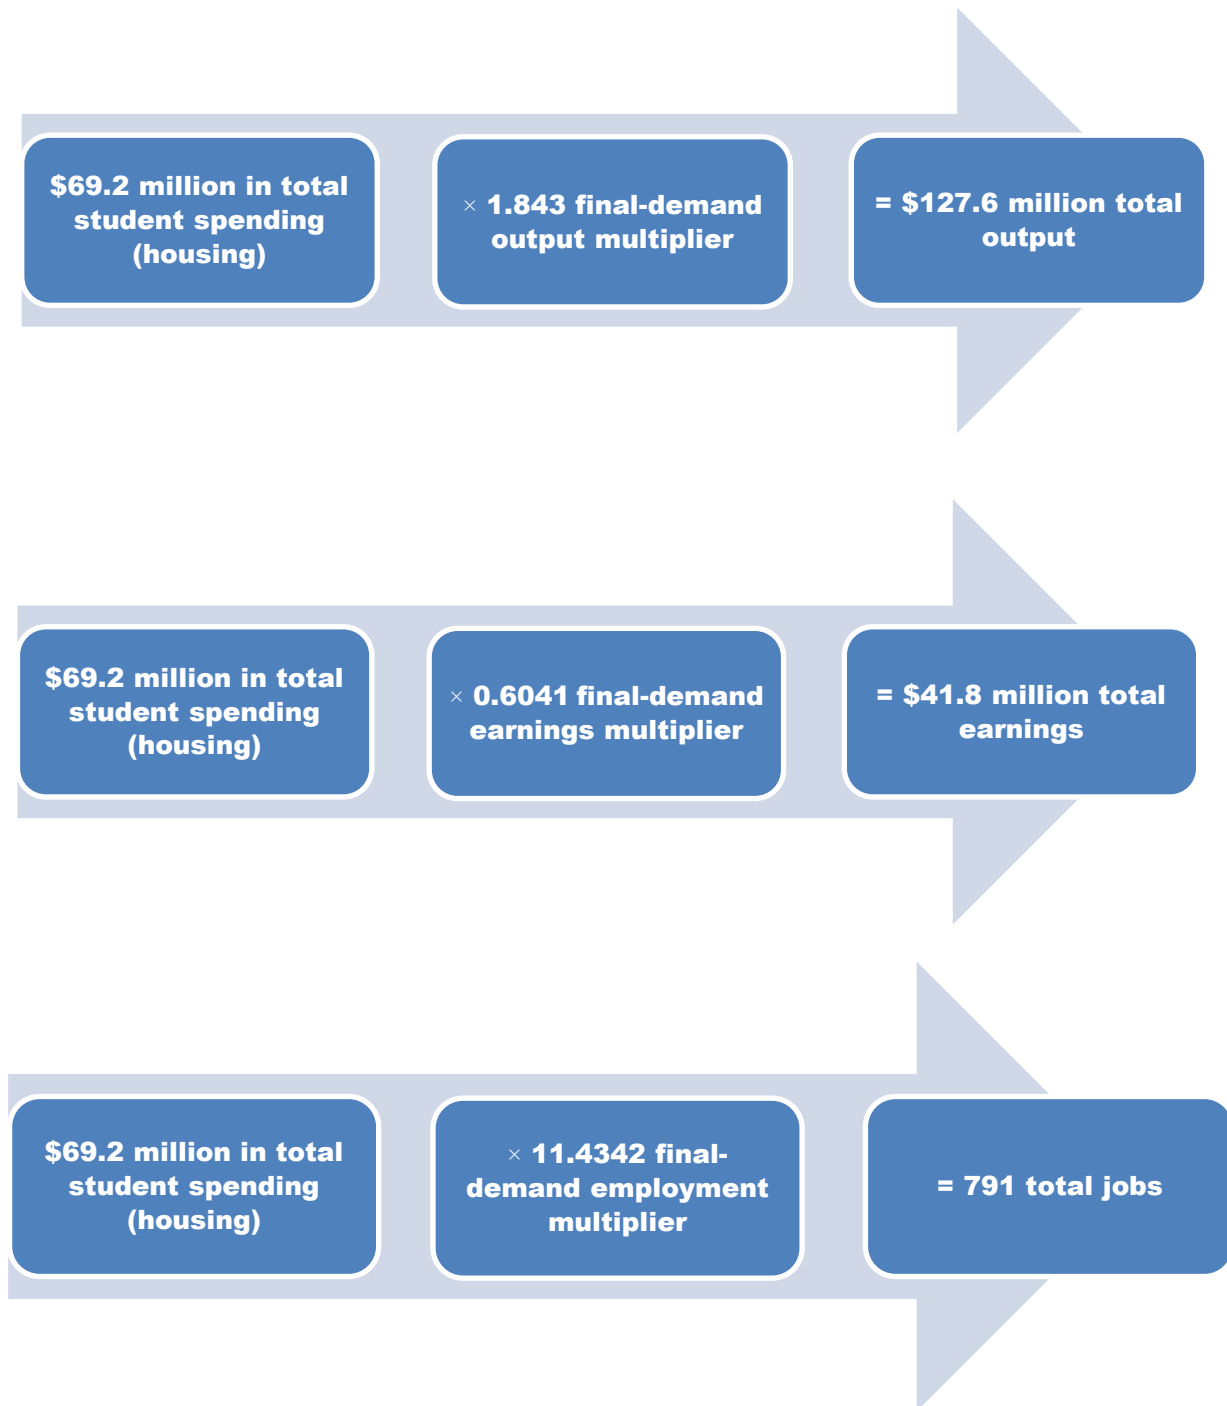 $69.2 million in total
student spending
(housing)
× 1.843 final-demand
output multiplier
= $127.6 million total
output
$69.2 million in total
student spending
(housing)
× 0.6041 final-demand
earnings multiplier
= $41.8 million total
earnings
$69.2 million in total
student spending
(housing)
× 11.4342 final-
demand employment
multiplier
= 791 total jobs